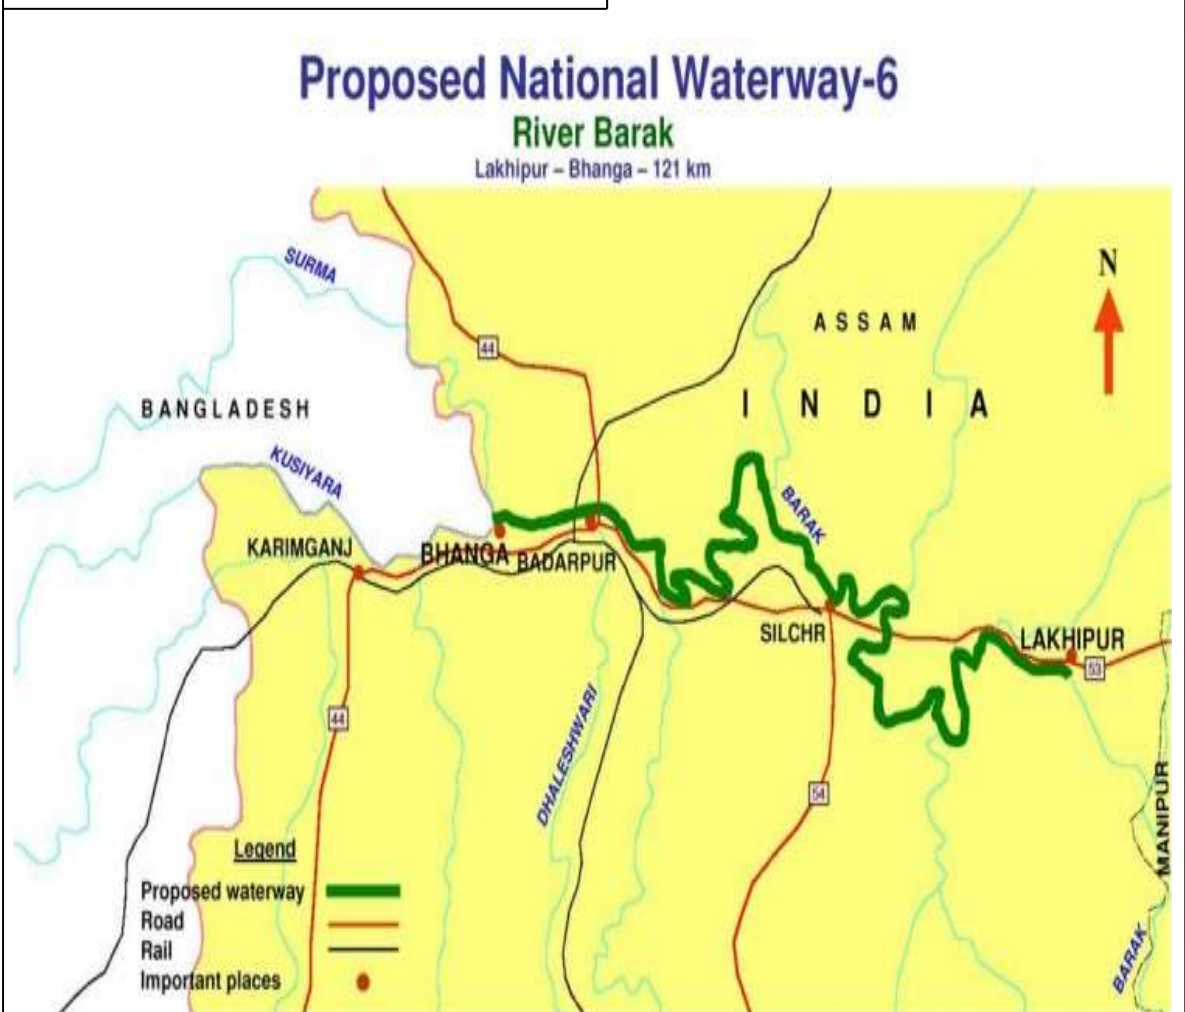 Proposed National Waterway-6
River Barak
Lakhipur – Bhanga – 121 km
SURMA
N
ASSAM
44
BANGLADESH
INDIA
KUSIYARA
BARAK
KARIMGANJ
BHANGA
BADARPUR
SILCHR
LAKHIPUR
53
44
DHALESHWARI
54
MANIPUR
Legend
Proposed waterway
Road
Rail
Important places
BARAK